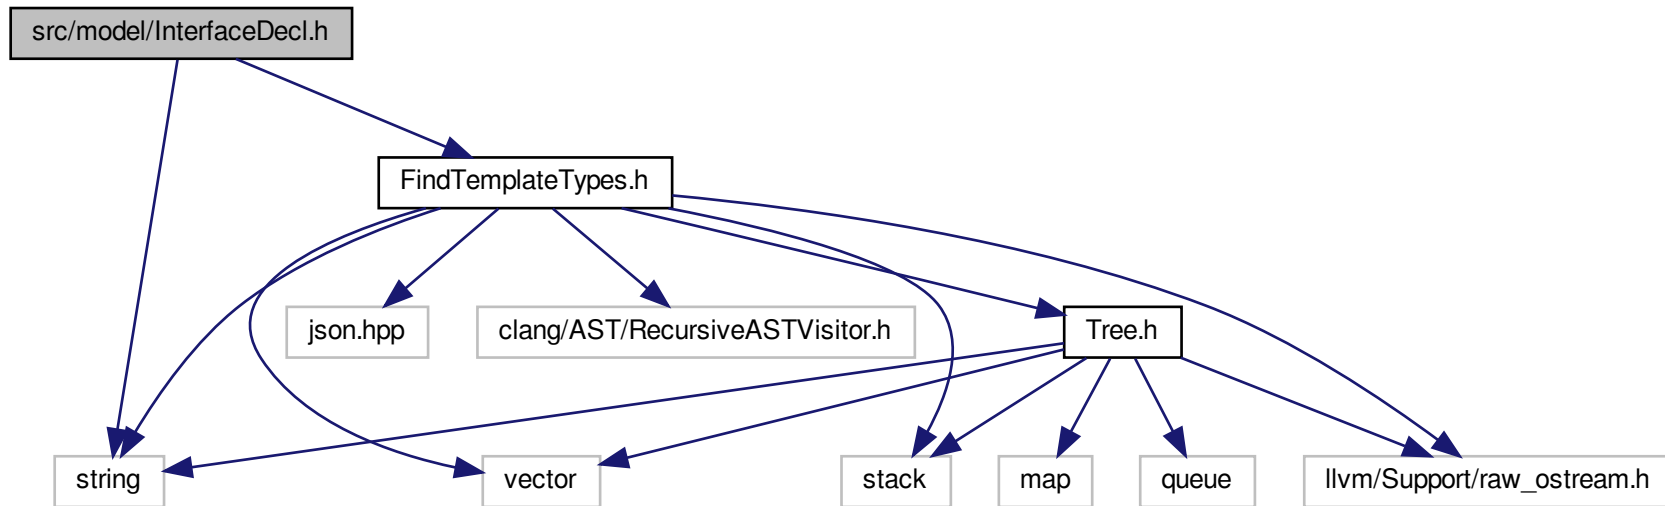 src/model/InterfaceDecl.h
FindTemplateTypes.h
json.hpp
clang/AST/RecursiveASTVisitor.h
Tree.h
string
vector
stack
map
queue
llvm/Support/raw_ostream.h